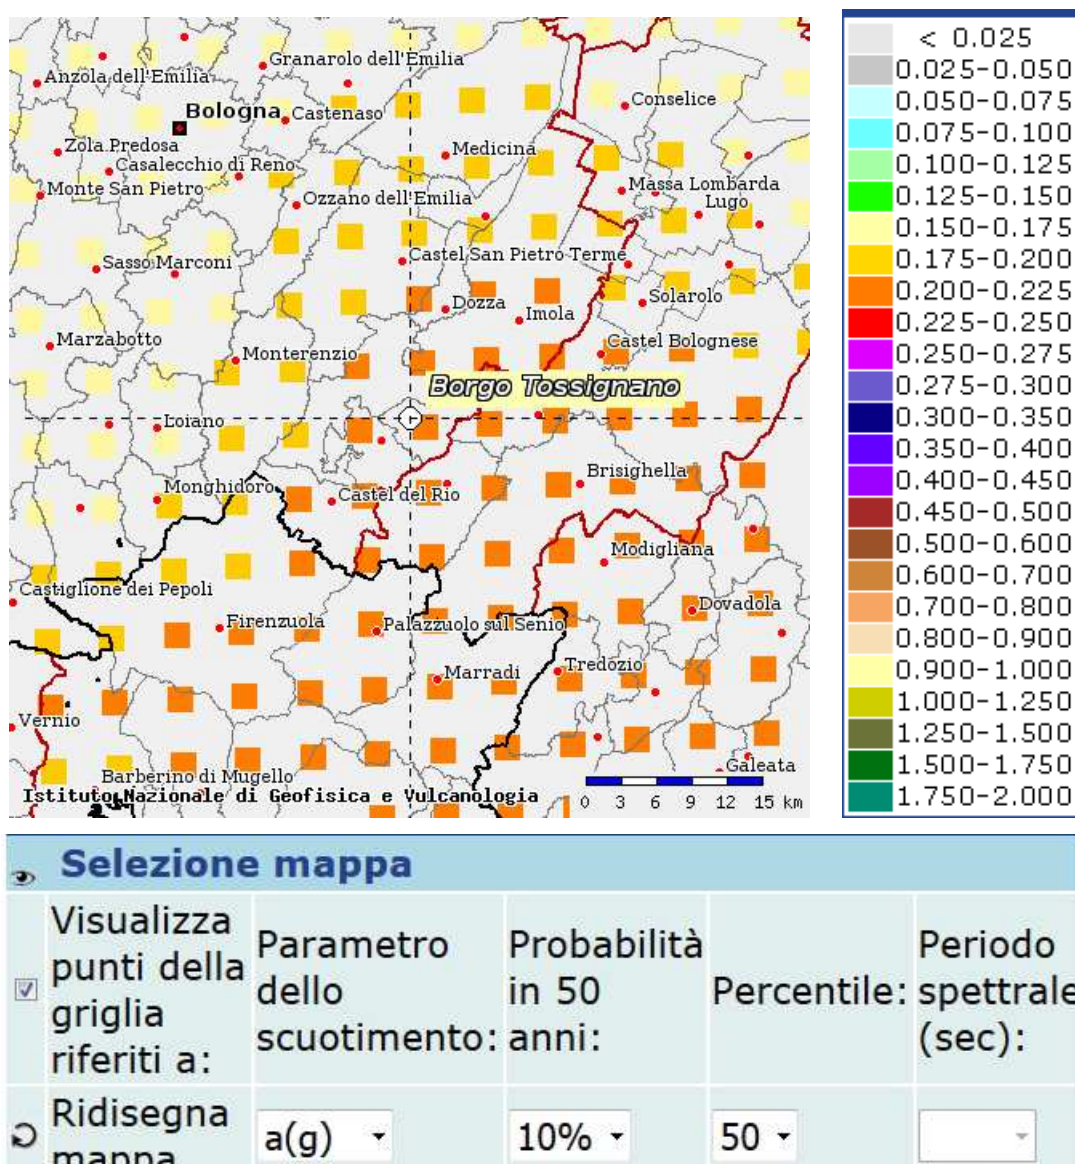 Granarolo dell'Emilia
Anzola dell'Emilia
Bologna
Castenaso
Conselice
Zola Predosa
Medicina
Casalecchio di Reno
Monte San Pietro
Massa Lombarda
Ozzano dell'Emilia
Lugo
Castel San Pietro Terme
Sasso Marconi
Dozza
Solarolo
Imola
Marzabotto
Castel Bolognese
Monterenzio
Borgo Tossignano
Loiano
Brisighella
Monghidoro
Castel del Rio
Modigliana
Castiglione dei Pepoli
Dovadola
Firenzuola
Palazzuolo sul Senio
Marradi
Tredozio
Vernio
Galeata
Barberino di Mugello
Istituto Nazionale di Geofisica e Vulcanologia
0 3 6 9 12 15 km
< 0.025
0.025-0.050
0.050-0.075
0.075-0.100
0.100-0.125
0.125-0.150
0.150-0.175
0.175-0.200
0.200-0.225
0.225-0.250
0.250-0.275
0.275-0.300
0.300-0.350
0.350-0.400
0.400-0.450
0.450-0.500
0.500-0.600
0.600-0.700
0.700-0.800
0.800-0.900
0.900-1.000
1.000-1.250
1.250-1.500
1.500-1.750
1.750-2.000
Selezione mappa
Visualizza
punti della
griglia
riferiti a:
Parametro
dello
scuotimento:
Probabilità
in 50
anni:
Percentile:
Periodo
spettrale
(sec):
Ridisegna
mappa
a(g)
10%
50